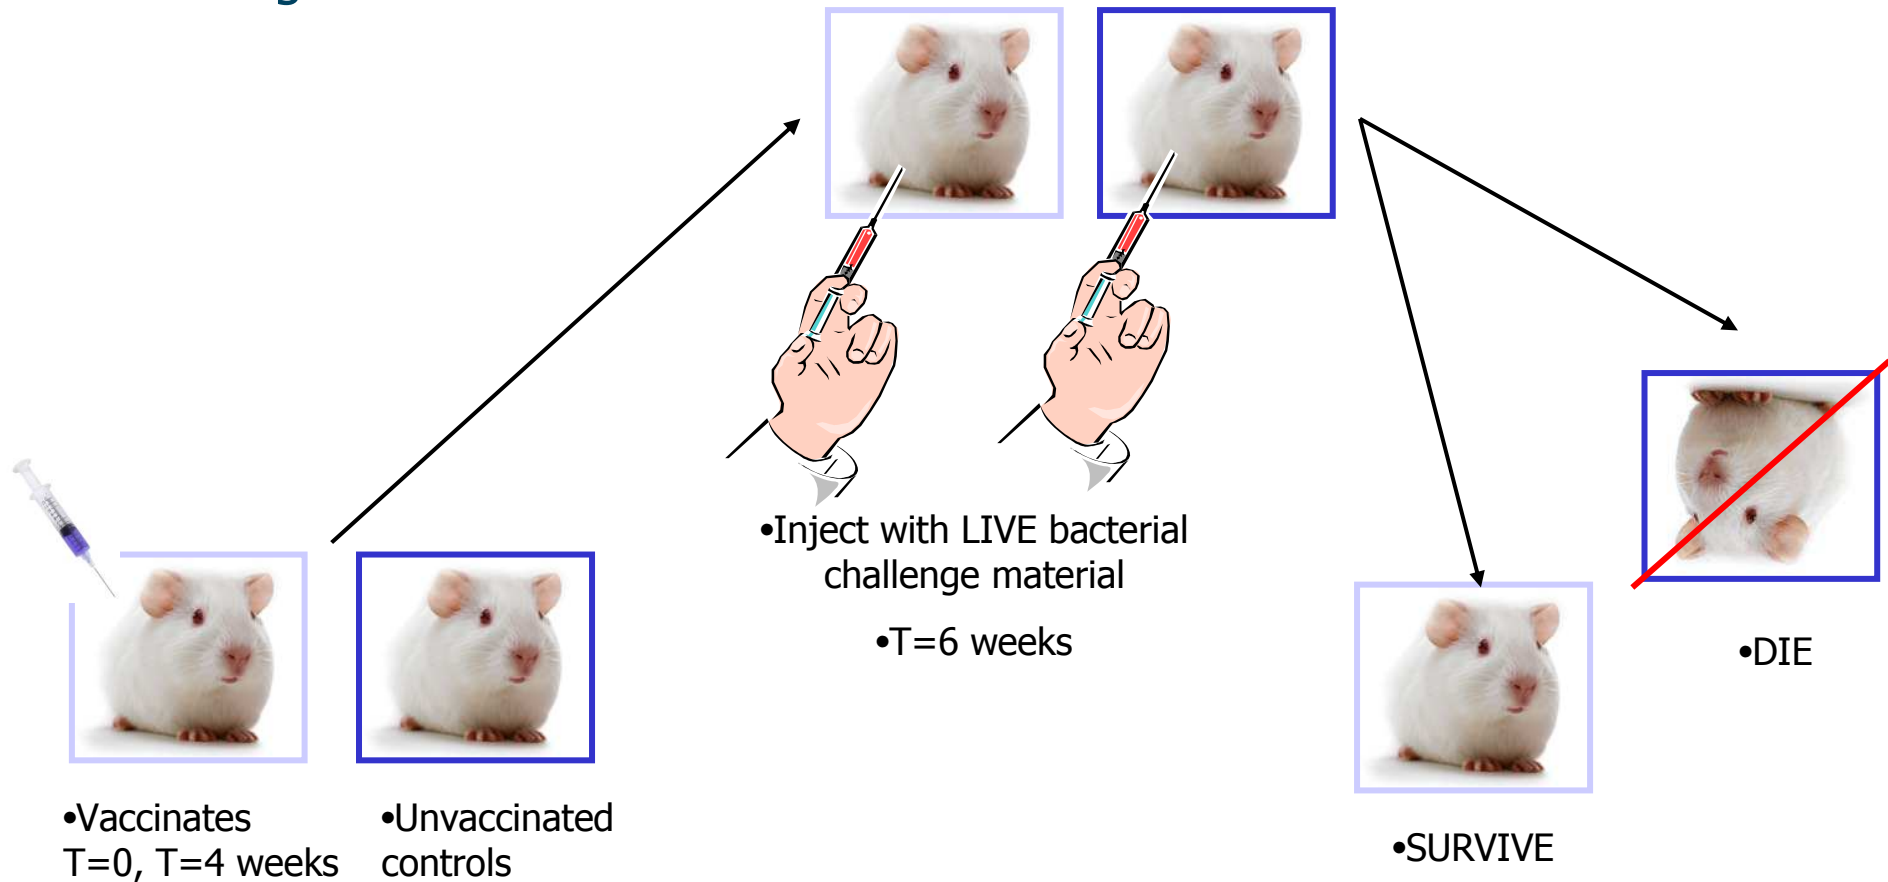 •Inject with LIVE bacterial
challenge material
•T=6 weeks
•DIE
•SURVIVE
•Vaccinates
T=0, T=4 weeks
•Unvaccinated
controls